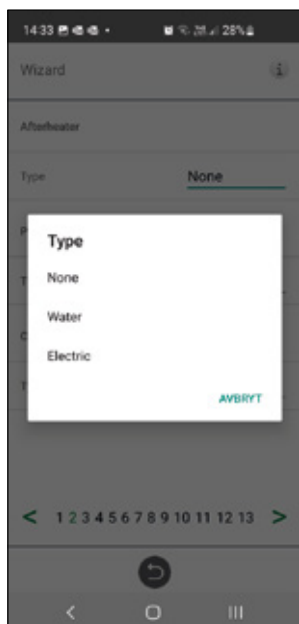 14:33 28%
Wizard i
Afterheater
Type None
P
Type
T
None
C
Water
T
Electric
AVBRYT
< 1 2 3 4 5 6 7 8 9 10 11 12 13 >